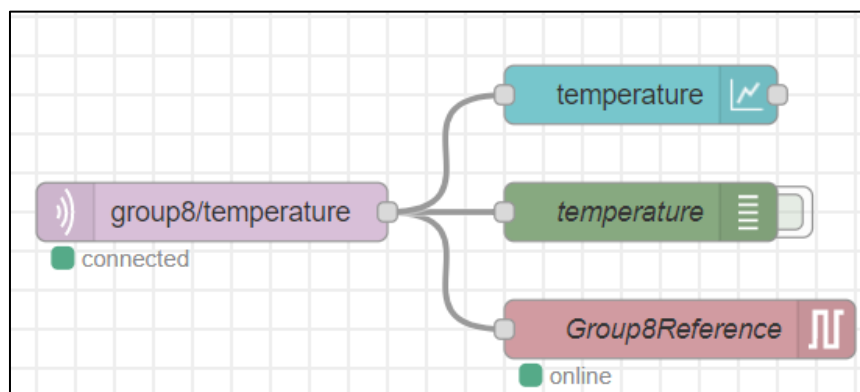 temperature
group8/temperature
connected
temperature
Group8Reference
online